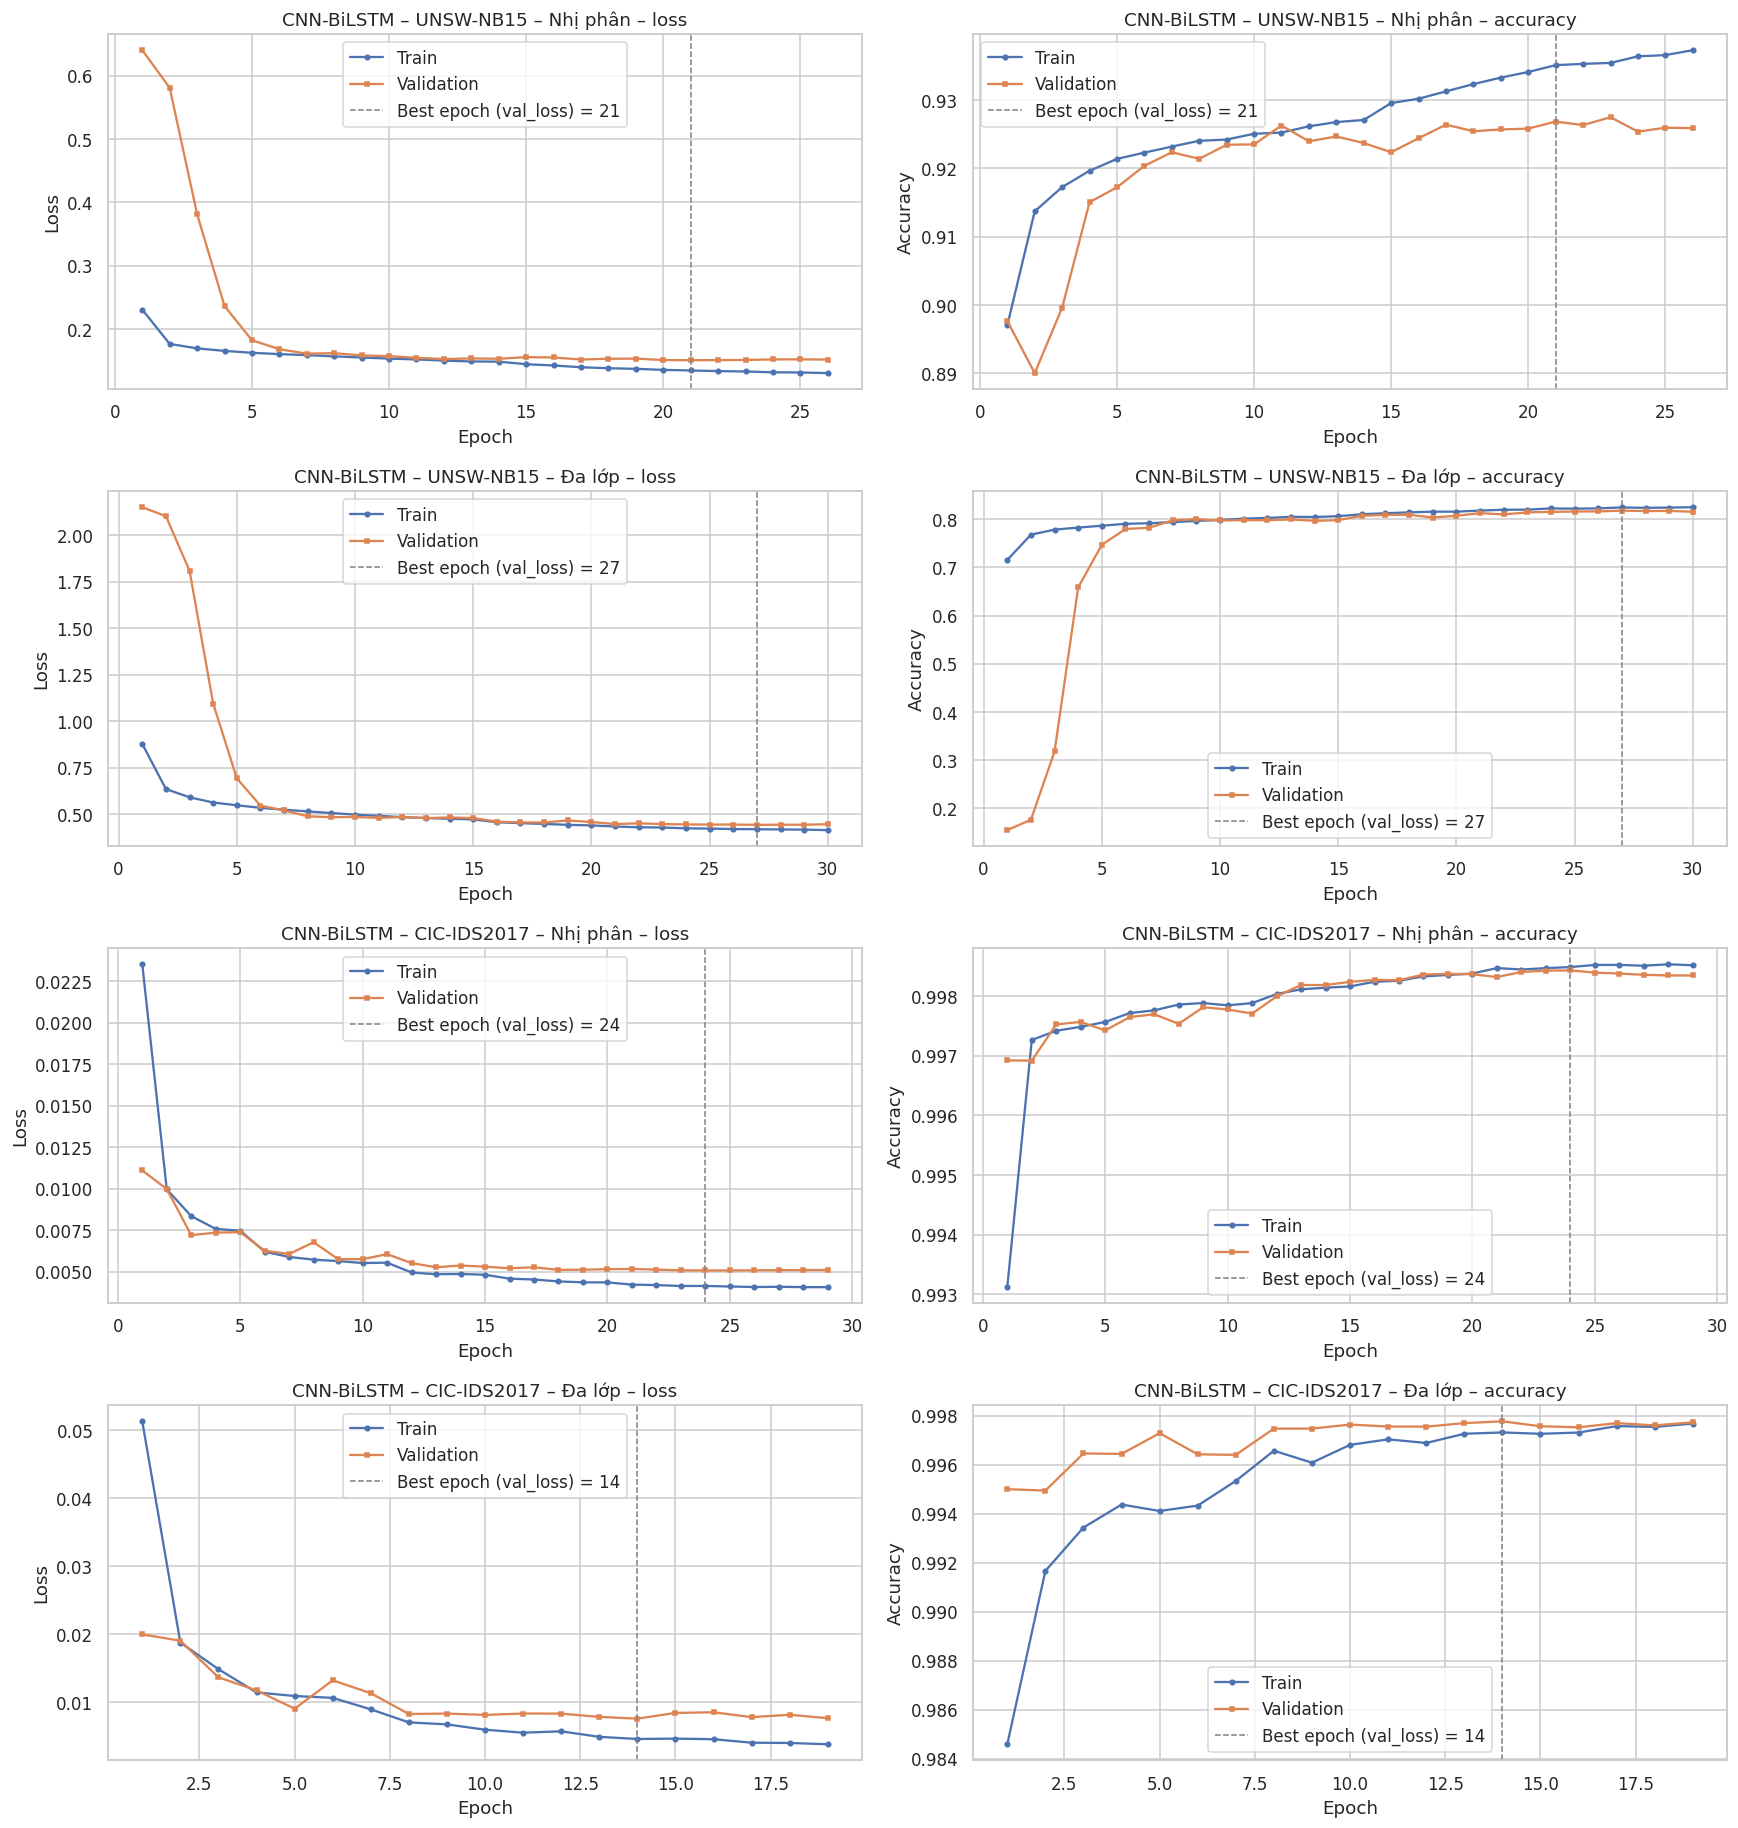 CNN-BiLSTM – UNSW-NB15 – Nhị phân – loss
Train
Validation
Best epoch (val_loss) = 21
Loss
0.6
0.5
0.4
0.3
0.2
0 5 10 15 20 25
Epoch
CNN-BiLSTM – UNSW-NB15 – Nhị phân – accuracy
Train
Validation
Best epoch (val_loss) = 21
Accuracy
0.93
0.92
0.91
0.90
0.89
0 5 10 15 20 25
Epoch
CNN-BiLSTM – UNSW-NB15 – Đa lớp – loss
Train
Validation
Best epoch (val_loss) = 27
Loss
2.00
1.75
1.50
1.25
1.00
0.75
0.50
0 5 10 15 20 25 30
Epoch
CNN-BiLSTM – UNSW-NB15 – Đa lớp – accuracy
Train
Validation
Best epoch (val_loss) = 27
Accuracy
0.8
0.7
0.6
0.5
0.4
0.3
0.2
0 5 10 15 20 25 30
Epoch
CNN-BiLSTM – CIC-IDS2017 – Nhị phân – loss
Train
Validation
Best epoch (val_loss) = 24
Loss
0.0225
0.0200
0.0175
0.0150
0.0125
0.0100
0.0075
0.0050
0 5 10 15 20 25 30
Epoch
CNN-BiLSTM – CIC-IDS2017 – Nhị phân – accuracy
Train
Validation
Best epoch (val_loss) = 24
Accuracy
0.998
0.997
0.996
0.995
0.994
0.993
0 5 10 15 20 25 30
Epoch
CNN-BiLSTM – CIC-IDS2017 – Đa lớp – loss
Train
Validation
Best epoch (val_loss) = 14
Loss
0.05
0.04
0.03
0.02
0.01
2.5 5.0 7.5 10.0 12.5 15.0 17.5
Epoch
CNN-BiLSTM – CIC-IDS2017 – Đa lớp – accuracy
Train
Validation
Best epoch (val_loss) = 14
Accuracy
0.998
0.996
0.994
0.992
0.990
0.988
0.986
0.984
2.5 5.0 7.5 10.0 12.5 15.0 17.5
Epoch